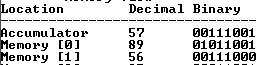 Location Decimal Binary
Accumulator 57 00111001
Memory [0] 89 01011001
Memory [1] 56 00111000